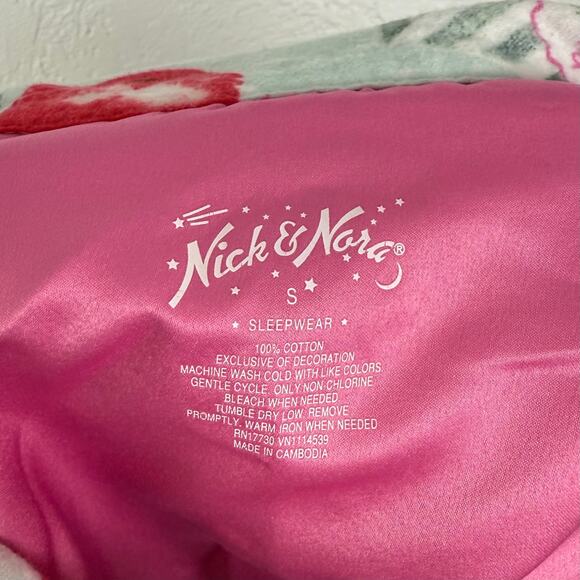 Nick & Nora®
S
SLEEPWEAR
100% COTTON
EXCLUSIVE OF DECORATION
MACHINE WASH COLD WITH LIKE COLORS.
GENTLE CYCLE. ONLY NON-CHLORINE
BLEACH WHEN NEEDED
TUMBLE DRY LOW. REMOVE
PROMPTLY. WARM IRON WHEN NEEDED
RN17730 VN1114539
MADE IN CAMBODIA